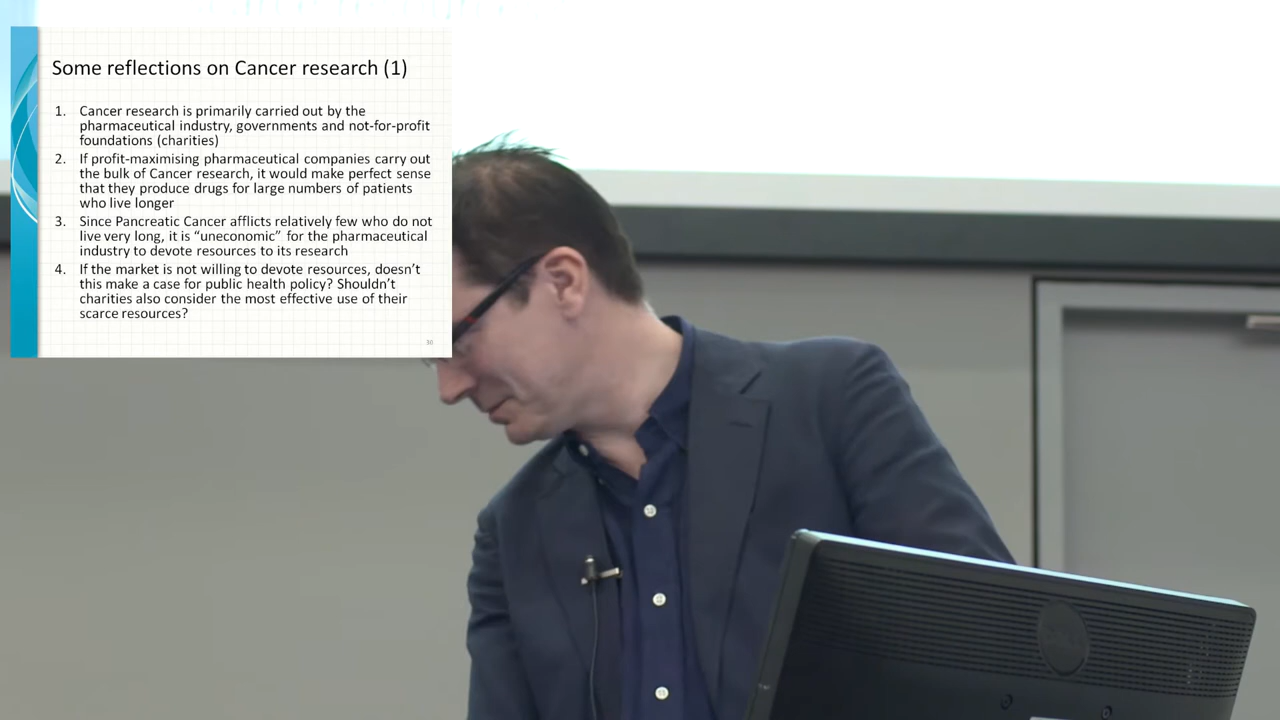 Some reflections on Cancer research (1)
1. Cancer research is primarily carried out by the
pharmaceutical industry, governments and not-for-profit
foundations (charities)
2. If profit-maximising pharmaceutical companies carry out
the bulk of Cancer research, it would make perfect sense
that they produce drugs for large numbers of patients
who live longer
3. Since Pancreatic Cancer afflicts relatively few who do not
live very long, it is “uneconomic” for the pharmaceutical
industry to devote resources to its research
4. If the market is not willing to devote resources, doesn’t
this make a case for public health policy? Shouldn’t
charities also consider the most effective use of their
scarce resources?
30